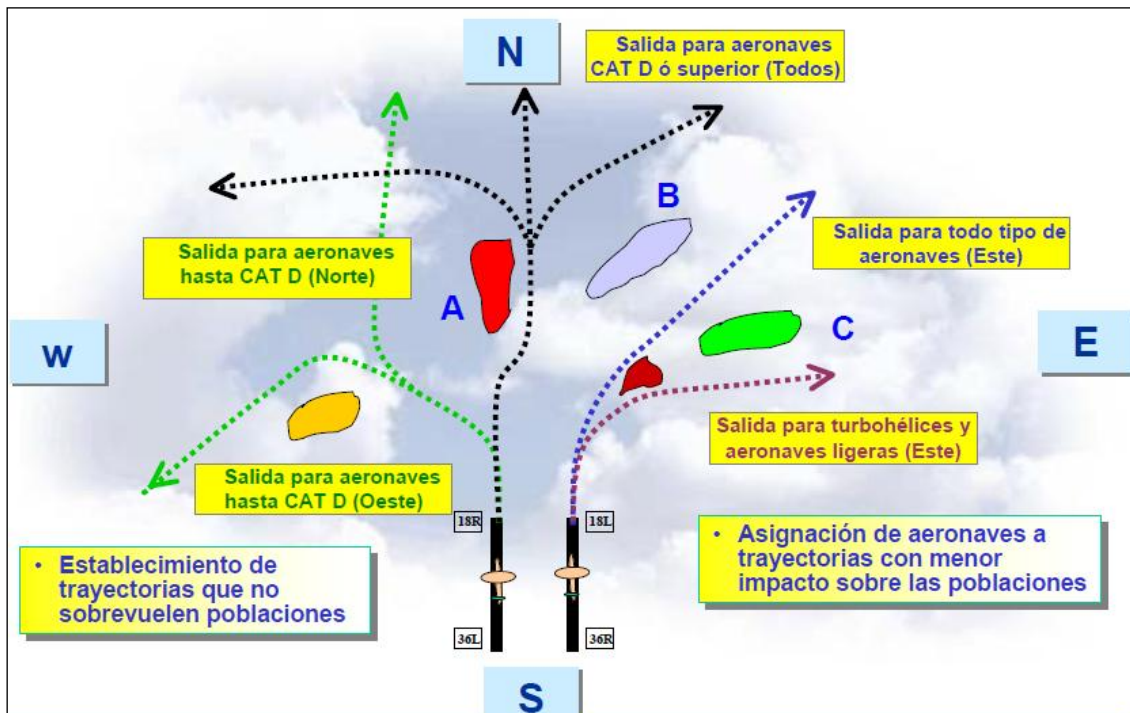 N
Salida para aeronaves
CAT D ó superior (Todos)
B
Salida para aeronaves
hasta CAT D (Norte)
Salida para todo tipo de
aeronaves (Este)
A
C
W
E
Salida para turbohélices y
aeronaves ligeras (Este)
Salida para aeronaves
hasta CAT D (Oeste)
18R
18L
• Establecimiento de
trayectorias que no
sobrevuelen poblaciones
• Asignación de aeronaves a
trayectorias con menor
impacto sobre las poblaciones
36L
36R
S